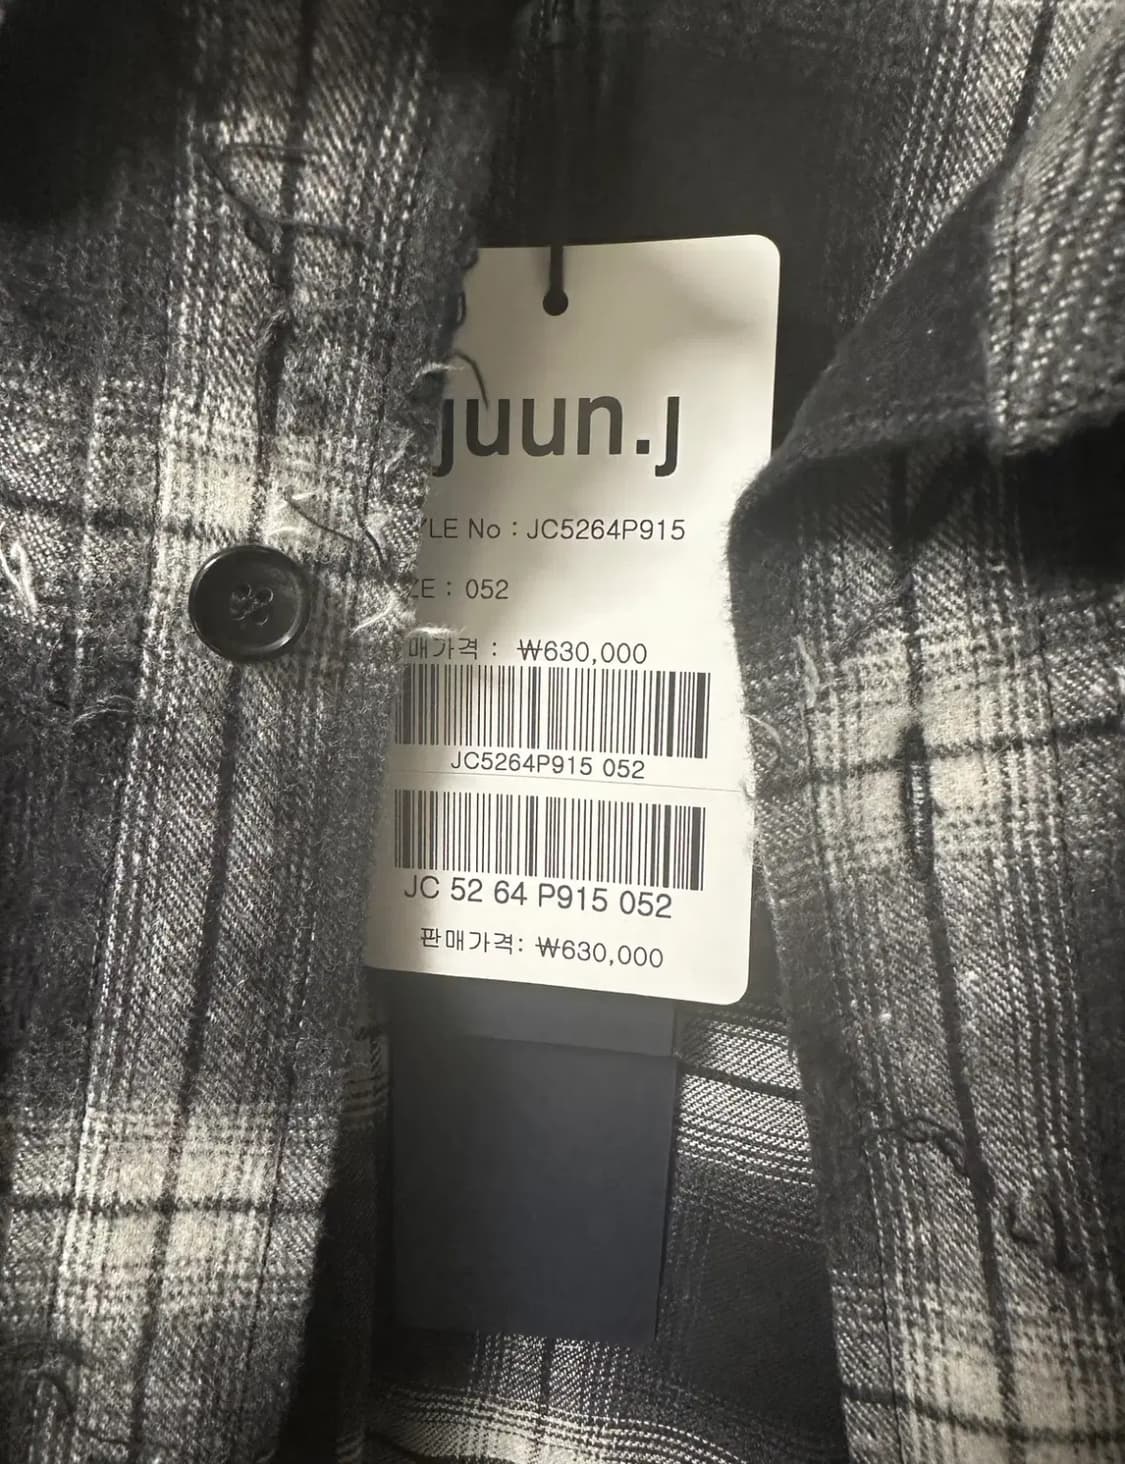 juun.j
YLE No : JC5264P915
ZE : 052
매가격 : ₩630,000
JC5264P915 052
JC 52 64 P915 052
판매가격: ₩630,000